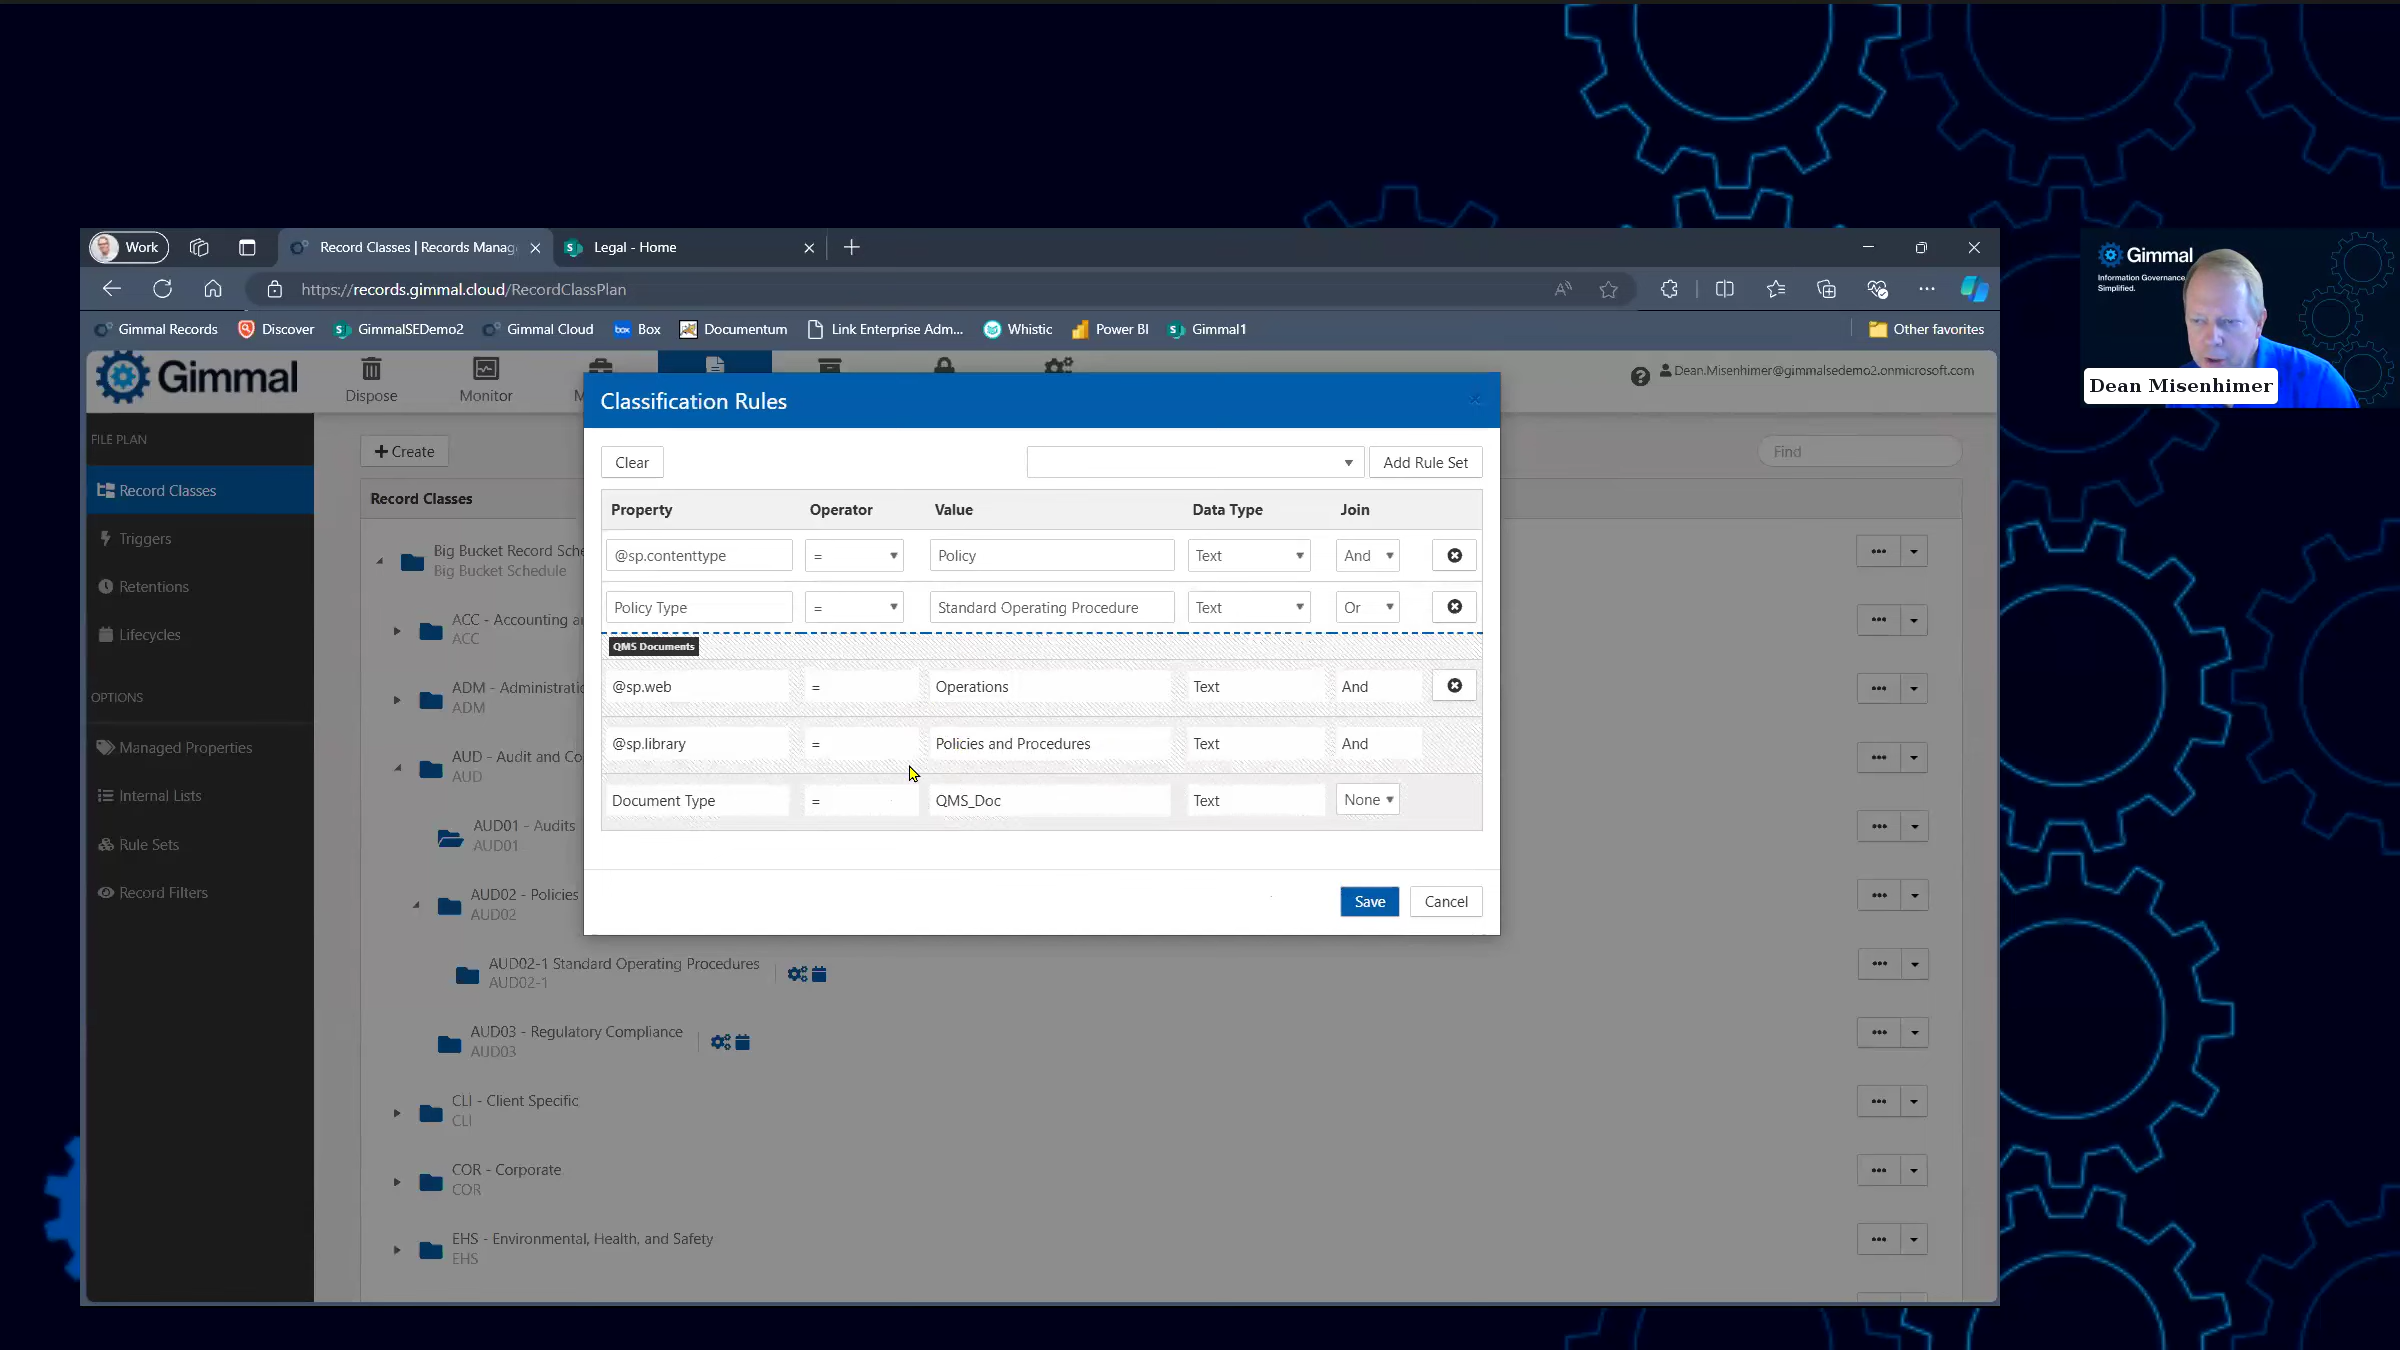 Work
Record Classes | Records Manag
Legal - Home
https://records.gimmal.cloud/RecordClassPlan
Gimmal Records
Discover
GimmalSEDemo2
Gimmal Cloud
box
Box
Documentum
Link Enterprise Adm...
Whistic
Power BI
Gimmal1
Other favorites
Gimmal
Dispose
Monitor
Dean.Misenhimer@gimmalsedemo2.onmicrosoft.com
Gimmal
Information Governance
Simplified.
Dean Misenhimer
FILE PLAN
Record Classes
Triggers
Retentions
Lifecycles
OPTIONS
Managed Properties
Internal Lists
Rule Sets
Record Filters
Create
Find
Record Classes
Big Bucket Record Sche
Big Bucket Schedule
ACC - Accounting a
ACC
ADM - Administratio
ADM
AUD - Audit and Co
AUD
AUD01 - Audits
AUD01
AUD02 - Policies
AUD02
AUD02-1 Standard Operating Procedures
AUD02-1
AUD03 - Regulatory Compliance
AUD03
CLI - Client Specific
CLI
COR - Corporate
COR
EHS - Environmental, Health, and Safety
EHS
Classification Rules
Clear
Add Rule Set
Property Operator Value Data Type Join
@sp.contenttype = Policy Text And
Policy Type = Standard Operating Procedure Text Or
QMS Documents
@sp.web = Operations Text And
@sp.library = Policies and Procedures Text And
Document Type = QMS_Doc Text None
Save
Cancel